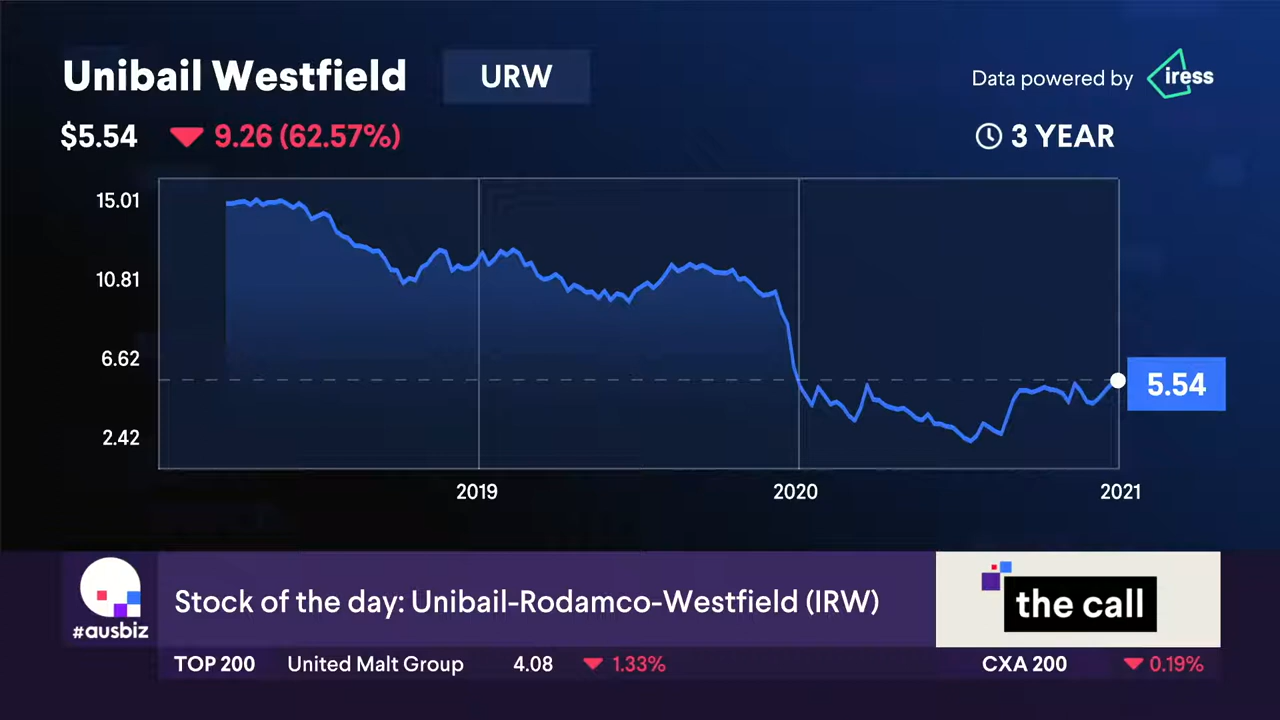 Unibail Westfield URW
Data powered by iress
$5.54 ▼ 9.26 (62.57%)
3 YEAR
15.01
10.81
6.62
2.42
5.54
2019 2020 2021
#ausbiz
Stock of the day: Unibail-Rodamco-Westfield (IRW)
the call
TOP 200 United Malt Group 4.08 ▼ 1.33% CXA 200 ▼ 0.19%